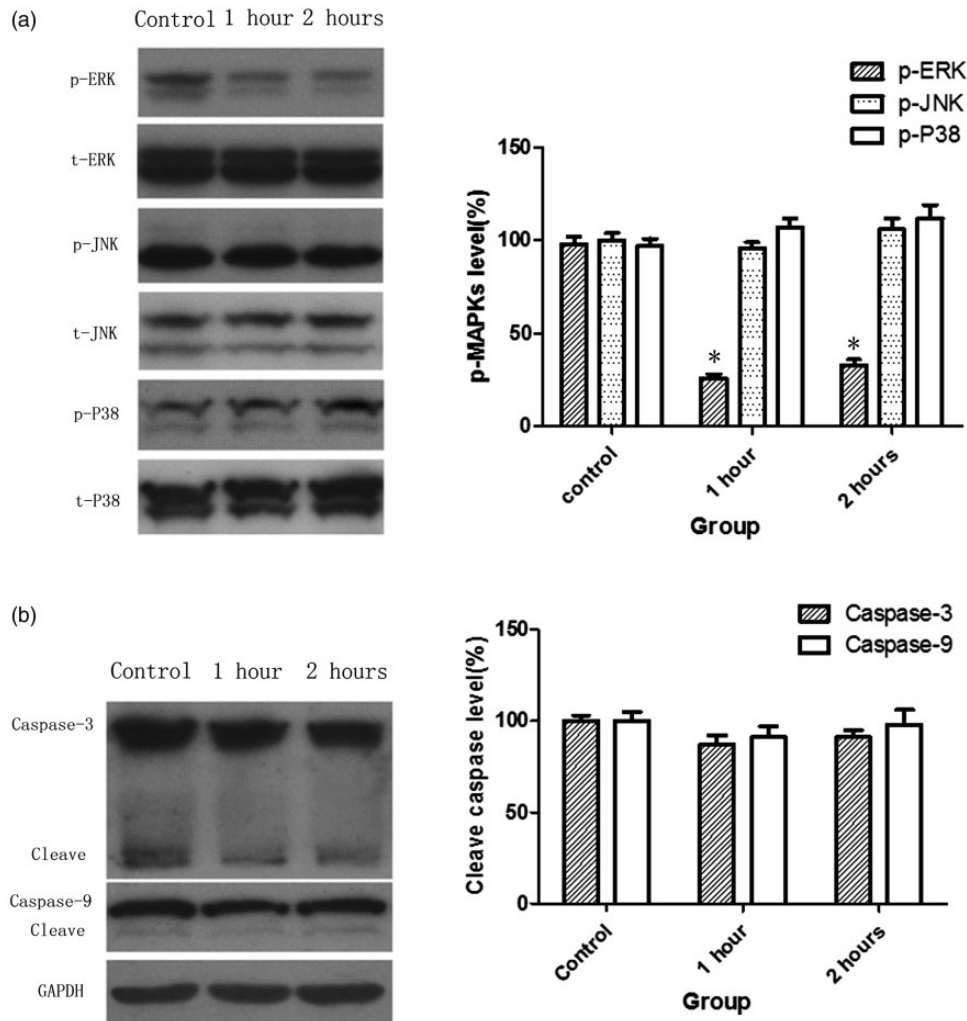 (a)
Control 1 hour 2 hours
p-ERK
t-ERK
p-JNK
t-JNK
p-P38
t-P38
p-ERK
p-JNK
p-P38
150
100
50
0
p-MAPKs level(%)
control
1 hour
2 hours
Group
(b)
Control 1 hour 2 hours
Caspase-3
Cleave
Caspase-9
Cleave
GAPDH
Caspase-3
Caspase-9
150
100
50
0
Cleave caspase level(%)
Control
1 hour
2 hours
Group
* *